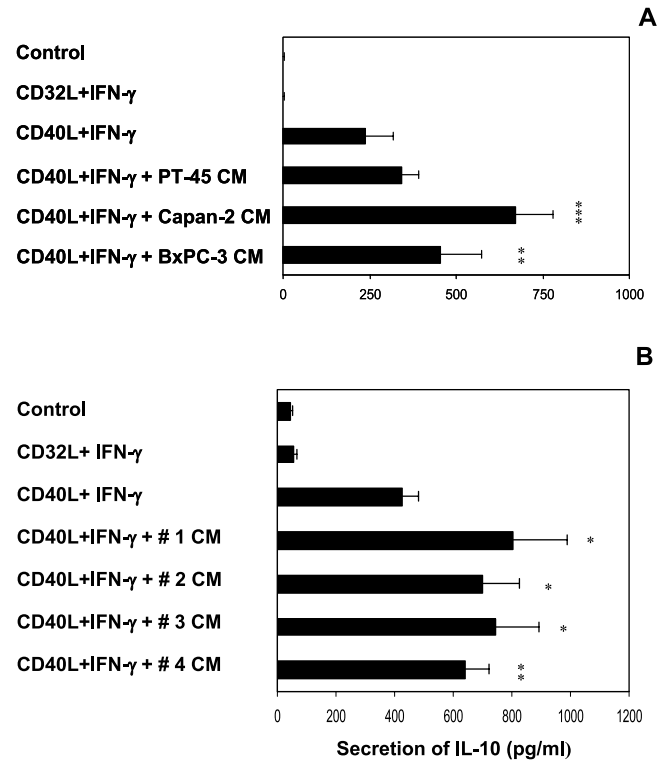 A
Control
CD32L+IFN-γ
CD40L+IFN-γ
CD40L+IFN-γ + PT-45 CM
CD40L+IFN-γ + Capan-2 CM
***
CD40L+IFN-γ + BxPC-3 CM
**
0 250 500 750 1000
B
Control
CD32L+ IFN-γ
CD40L+ IFN-γ
CD40L+IFN-γ + # 1 CM *
CD40L+IFN-γ + # 2 CM *
CD40L+IFN-γ + # 3 CM *
CD40L+IFN-γ + # 4 CM **
0 200 400 600 800 1000 1200
Secretion of IL-10 (pg/ml)